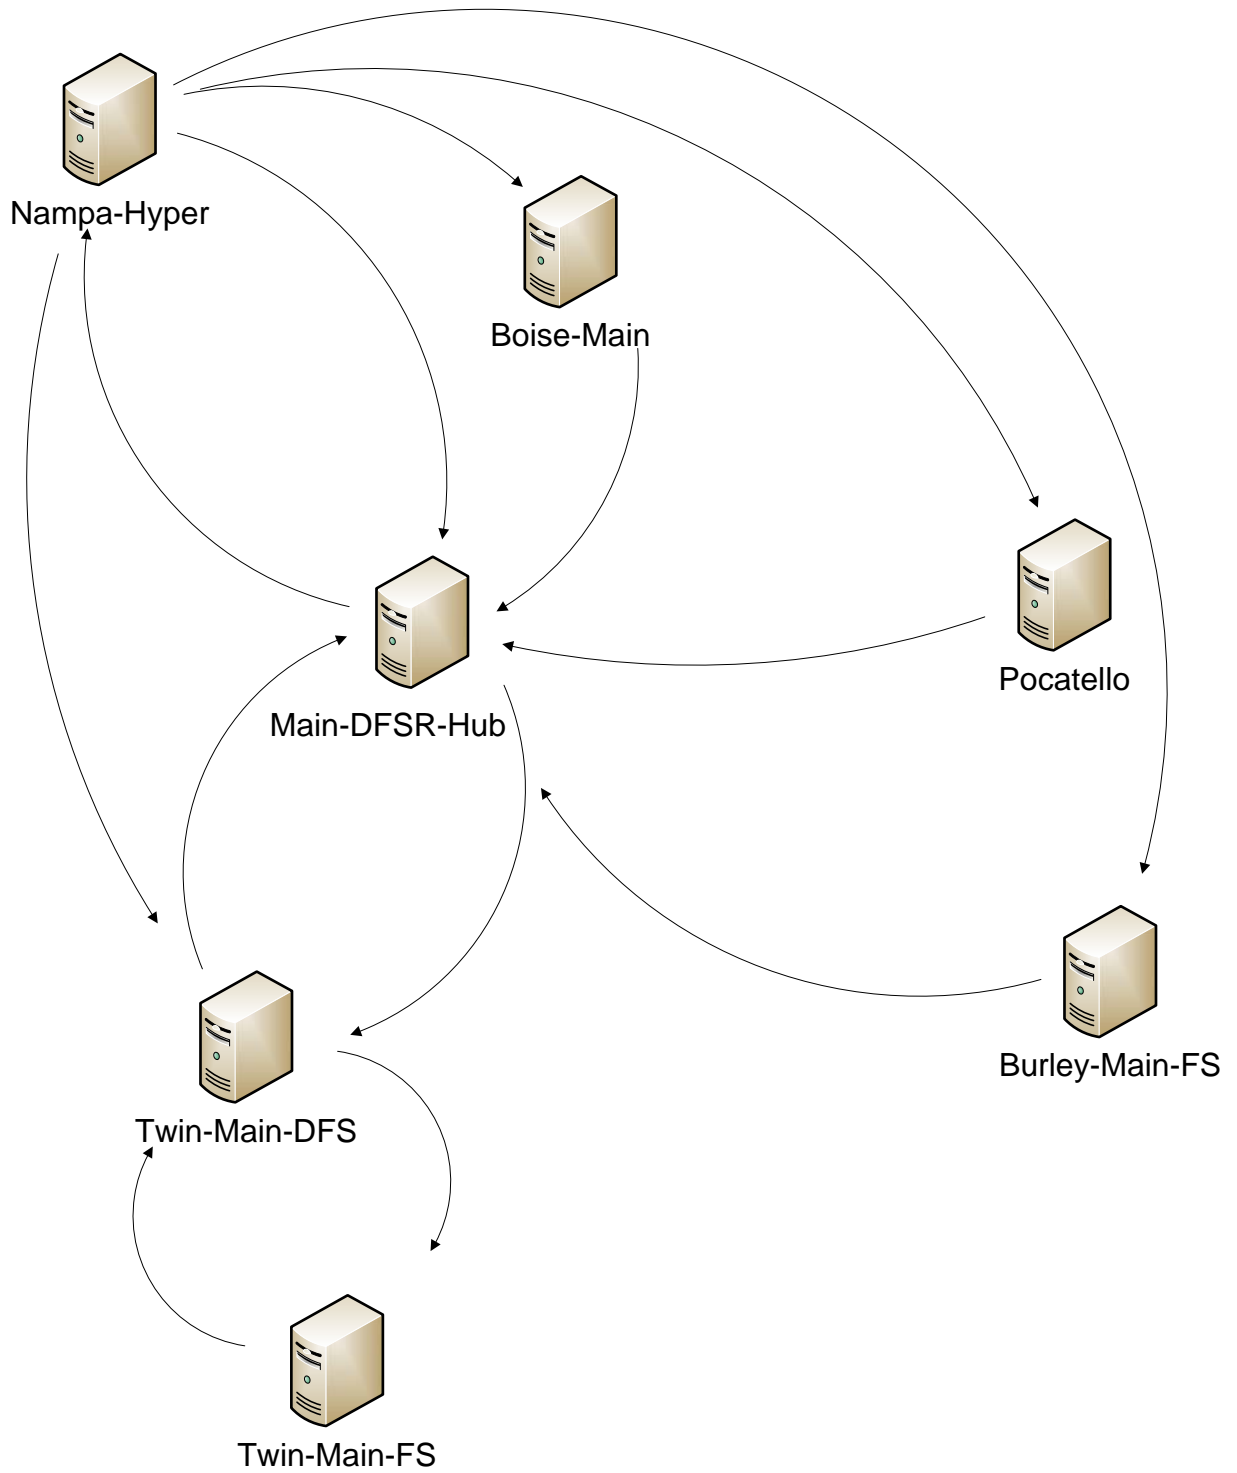 Nampa-Hyper
Boise-Main
Pocatello
Main-DFSR-Hub
Burley-Main-FS
Twin-Main-DFS
Twin-Main-FS